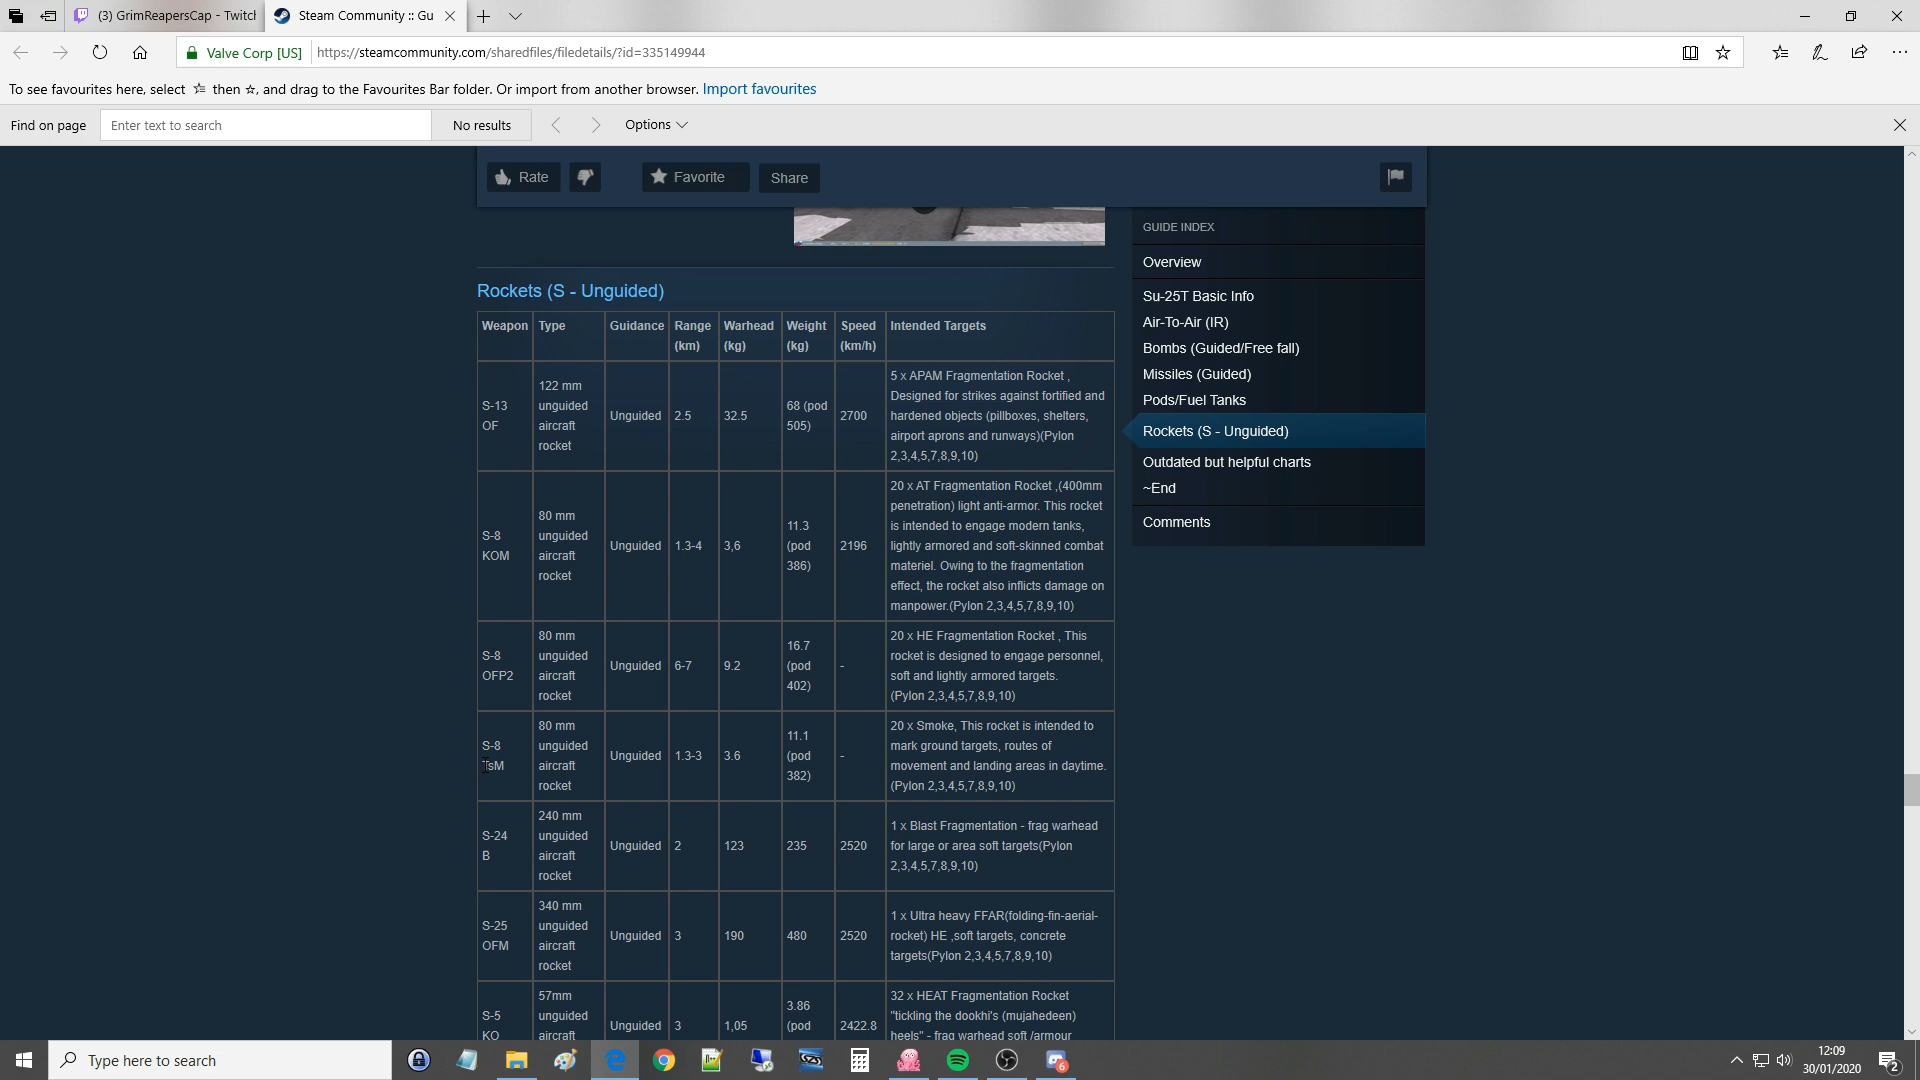 (3) GrimReapersCap - Twitch
Steam Community :: Gu
Valve Corp [US]
https://steamcommunity.com/sharedfiles/filedetails/?id=335149944
To see favourites here, select then , and drag to the Favourites Bar folder. Or import from another browser. Import favourites
Find on page
Enter text to search
No results
Options
Rate
Favorite
Share
Rockets (S - Unguided)
Weapon
Type
Guidance
Range
(km)
Warhead
(kg)
Weight
(kg)
Speed
(km/h)
Intended Targets
S-13
OF
122 mm
unguided
aircraft
rocket
Unguided
2.5
32.5
68 (pod
505)
2700
5 x APAM Fragmentation Rocket ,
Designed for strikes against fortified and
hardened objects (pillboxes, shelters,
airport aprons and runways)(Pylon
2,3,4,5,7,8,9,10)
S-8
KOM
80 mm
unguided
aircraft
rocket
Unguided
1.3-4
3,6
11.3
(pod
386)
2196
20 x AT Fragmentation Rocket ,(400mm
penetration) light anti-armor. This rocket
is intended to engage modern tanks,
lightly armored and soft-skinned combat
materiel. Owing to the fragmentation
effect, the rocket also inflicts damage on
manpower.(Pylon 2,3,4,5,7,8,9,10)
S-8
OFP2
80 mm
unguided
aircraft
rocket
Unguided
6-7
9.2
16.7
(pod
402)
-
20 x HE Fragmentation Rocket , This
rocket is designed to engage personnel,
soft and lightly armored targets.
(Pylon 2,3,4,5,7,8,9,10)
S-8
TsM
80 mm
unguided
aircraft
rocket
Unguided
1.3-3
3.6
11.1
(pod
382)
-
20 x Smoke, This rocket is intended to
mark ground targets, routes of
movement and landing areas in daytime.
(Pylon 2,3,4,5,7,8,9,10)
S-24
B
240 mm
unguided
aircraft
rocket
Unguided
2
123
235
2520
1 x Blast Fragmentation - frag warhead
for large or area soft targets(Pylon
2,3,4,5,7,8,9,10)
S-25
OFM
340 mm
unguided
aircraft
rocket
Unguided
3
190
480
2520
1 x Ultra heavy FFAR(folding-fin-aerial-
rocket) HE ,soft targets, concrete
targets(Pylon 2,3,4,5,7,8,9,10)
S-5
KO
57mm
unguided
aircraft
Unguided
3
1,05
3.86
(pod
2422.8
32 x HEAT Fragmentation Rocket
"tickling the dookhi's (mujahedeen)
heels" - frag warhead soft /armour
GUIDE INDEX
Overview
Su-25T Basic Info
Air-To-Air (IR)
Bombs (Guided/Free fall)
Missiles (Guided)
Pods/Fuel Tanks
Rockets (S - Unguided)
Outdated but helpful charts
~End
Comments
Type here to search
6
12:09
30/01/2020
2